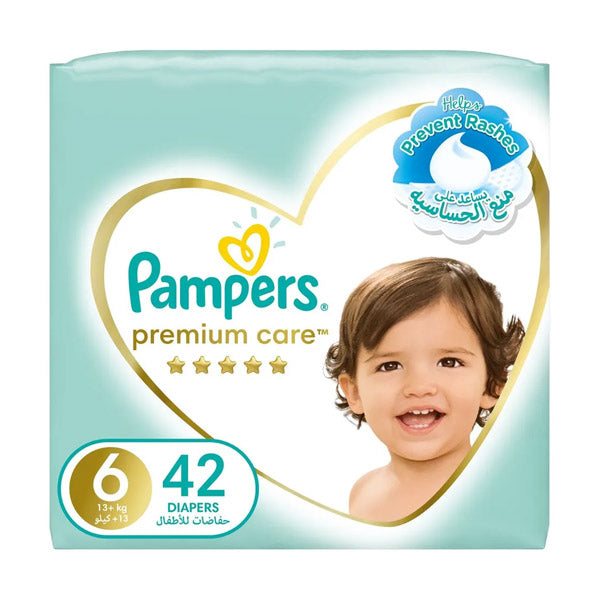 Helps
Prevent Rashes
تساعد على
منع الحساسية
Pampers®
premium care™
6
13+ kg
+13 كيلو
42
DIAPERS
حفاضات للأطفال